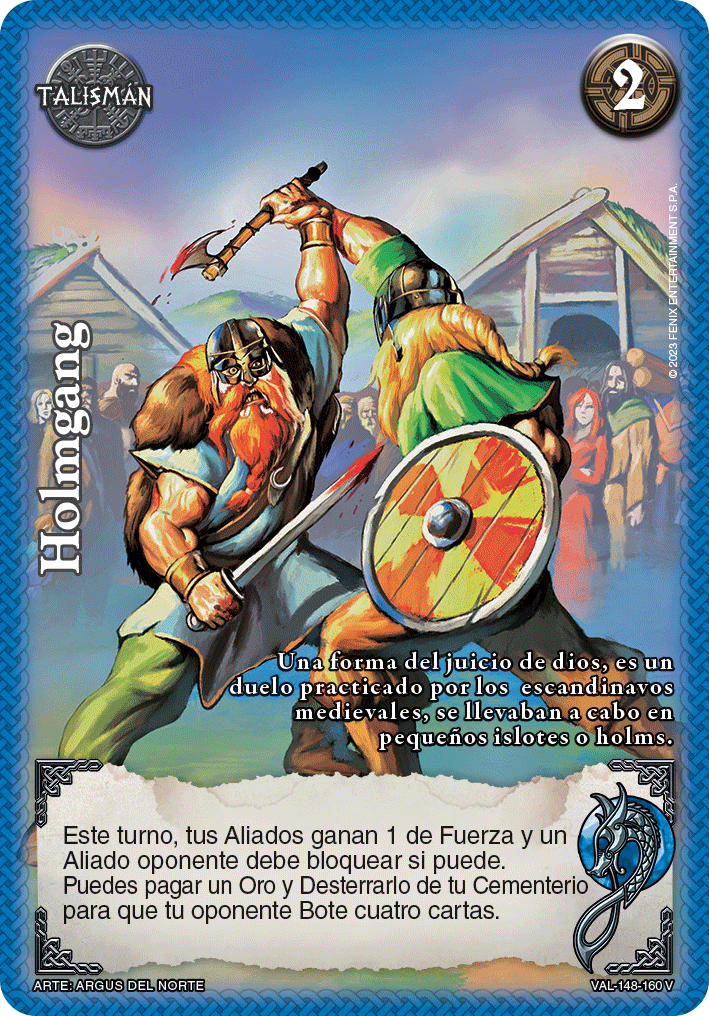 TALISMÁN
2
© 2023 FENIX ENTERTAINMENT S.P.A.
Holmgang
Una forma del juicio de dios, es un
duelo practicado por los escandinavos
medievales, se llevaban a cabo en
pequeños islotes o holms.
Este turno, tus Aliados ganan 1 de Fuerza y un
Aliado oponente debe bloquear si puede.
Puedes pagar un Oro y Desterrarlo de tu Cementerio
para que tu oponente Bote cuatro cartas.
ARTE: ARGUS DEL NORTE
VAL-148-160 V